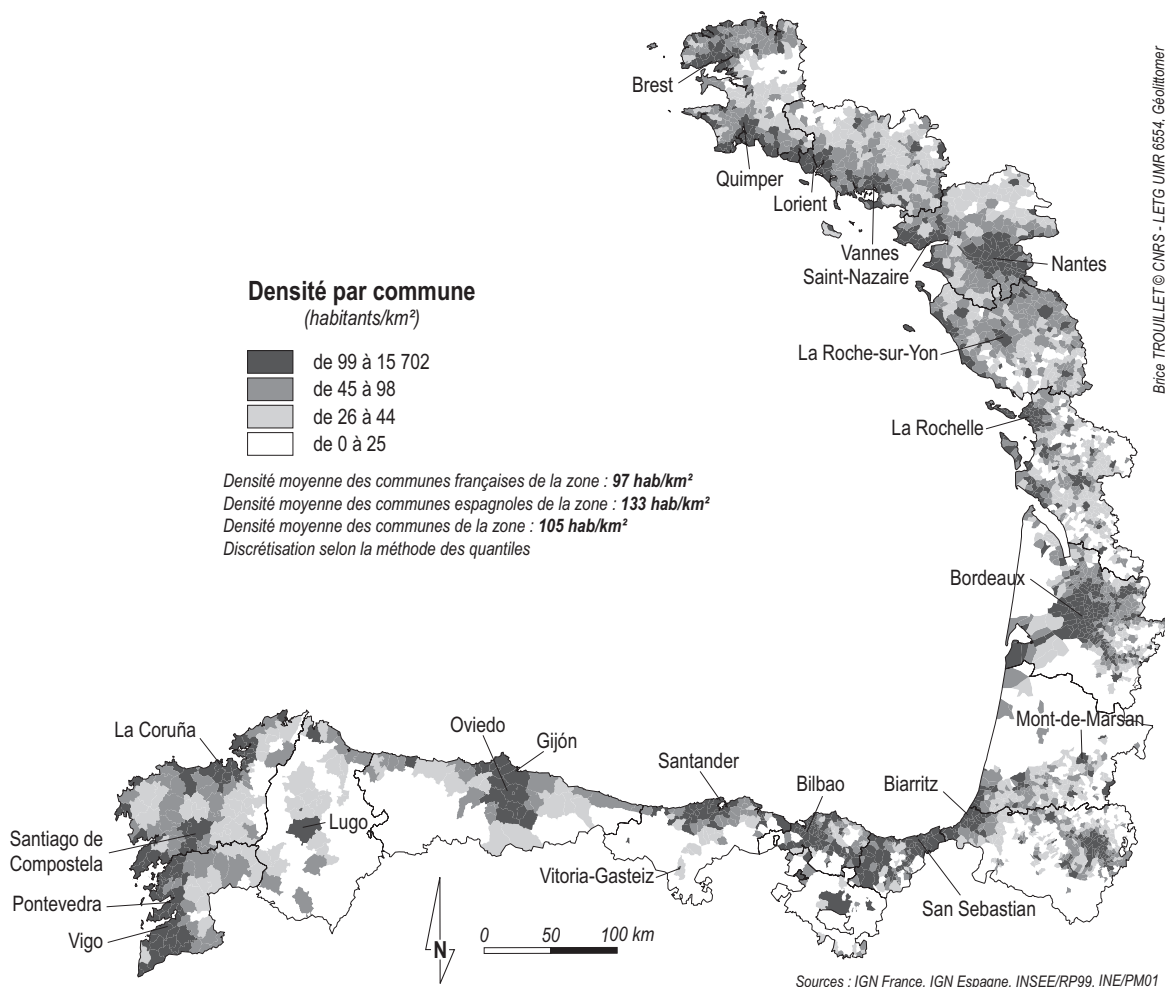 Brest
Quimper
Lorient
Vannes
Saint-Nazaire
Nantes
La Roche-sur-Yon
La Rochelle
Bordeaux
Mont-de-Marsan
Densité par commune
(habitants/km²)
de 99 à 15 702
de 45 à 98
de 26 à 44
de 0 à 25
Densité moyenne des communes françaises de la zone : 97 hab/km²
Densité moyenne des communes espagnoles de la zone : 133 hab/km²
Densité moyenne des communes de la zone : 105 hab/km²
Discrétisation selon la méthode des quantiles
La Coruña
Oviedo
Gijón
Santander
Bilbao
Biarritz
Santiago de
Compostela
Lugo
Pontevedra
Vigo
Vitoria-Gasteiz
San Sebastian
N
0 50 100 km
Sources : IGN France, IGN Espagne, INSEE/RP99, INE/PM01
Brice TROUILLET © CNRS - LETG UMR 6554, Géolittomer